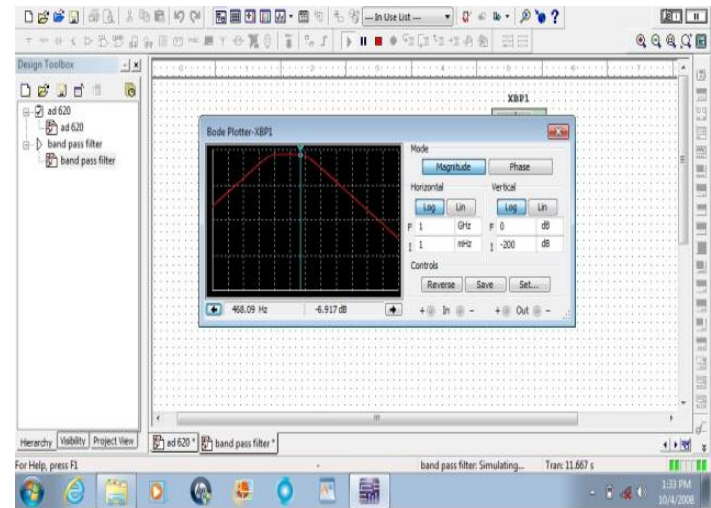 --- In Use List ---
Design Toolbox
ad 620
ad 620
band pass filter
band pass filter
XBP1
Bode Plotter-XBP1
Mode
Magnitude Phase
Horizontal Vertical
Log Lin Log Lin
F 1 GHz F 0 dB
I 1 mHz I -200 dB
Controls
Reverse Save Set...
468.09 Hz -6.917 dB + In - + Out -
Hierarchy Visibility Project View
ad 620 * band pass filter *
For Help, press F1 band pass filter: Simulating... Tran: 11.667 s
1:33 PM
10/4/2008